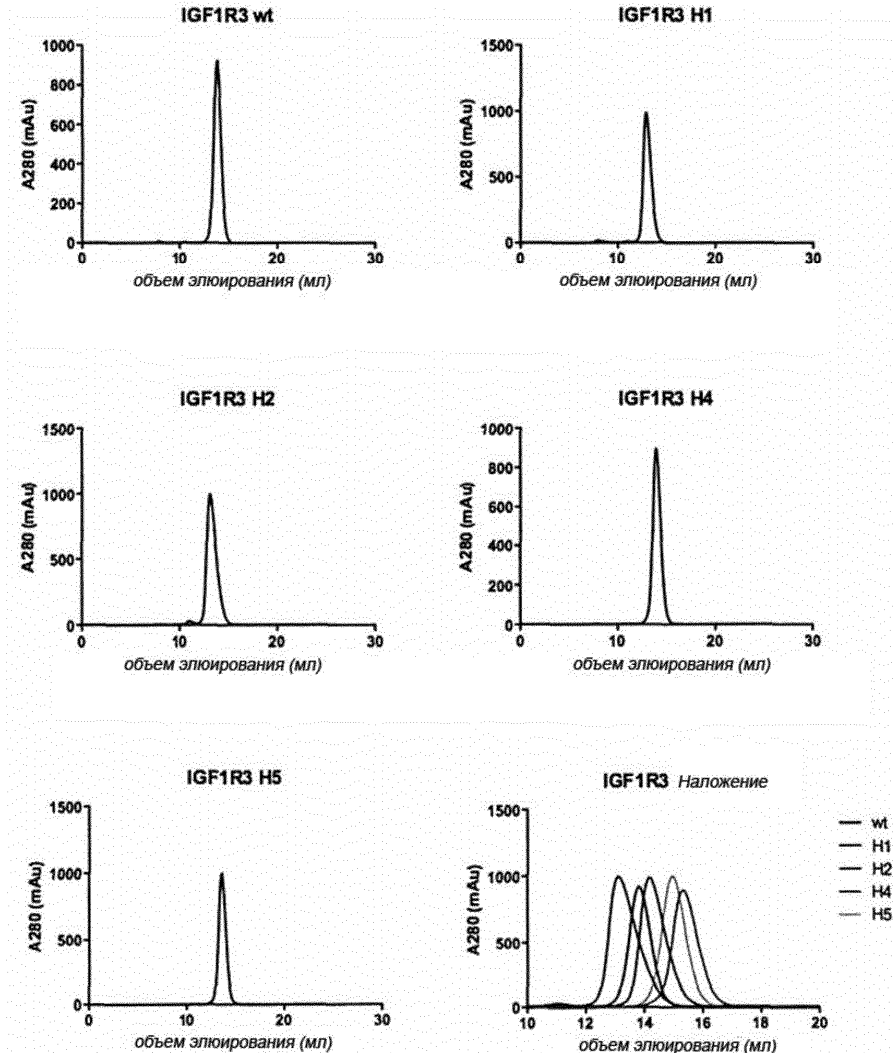 IGF1R3 wt
1000
800
600
400
200
0
A280 (mAu)
0 10 20 30
объем элюирования (мл)
IGF1R3 H1
1500
1000
500
0
A280 (mAu)
0 10 20 30
объем элюирования (мл)
IGF1R3 H2
1500
1000
500
0
A280 (mAu)
0 10 20 30
объем элюирования (мл)
IGF1R3 H4
1000
800
600
400
200
0
A280 (mAu)
0 10 20 30
объем элюирования (мл)
IGF1R3 H5
1500
1000
500
0
A280 (mAu)
0 10 20 30
объем элюирования (мл)
IGF1R3 Наложение
1500
1000
500
0
A280 (mAu)
10 12 14 16 18 20
объем элюирования (мл)
wt
H1
H2
H4
H5